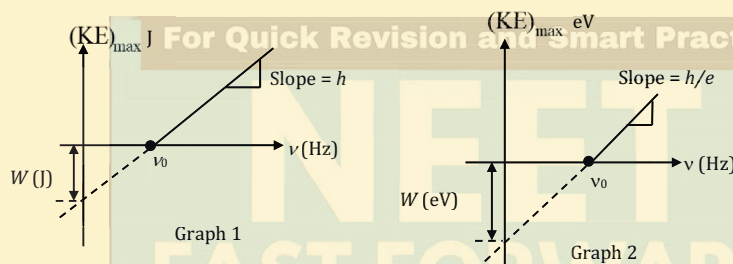 (KE)max J
For Quick Revision and Smart Pract
Slope = h
ν (Hz)
ν0
W (J)
Graph 1
(KE)max eV
Slope = h/e
ν (Hz)
ν0
W (eV)
Graph 2
NEET
FAST FORWARD